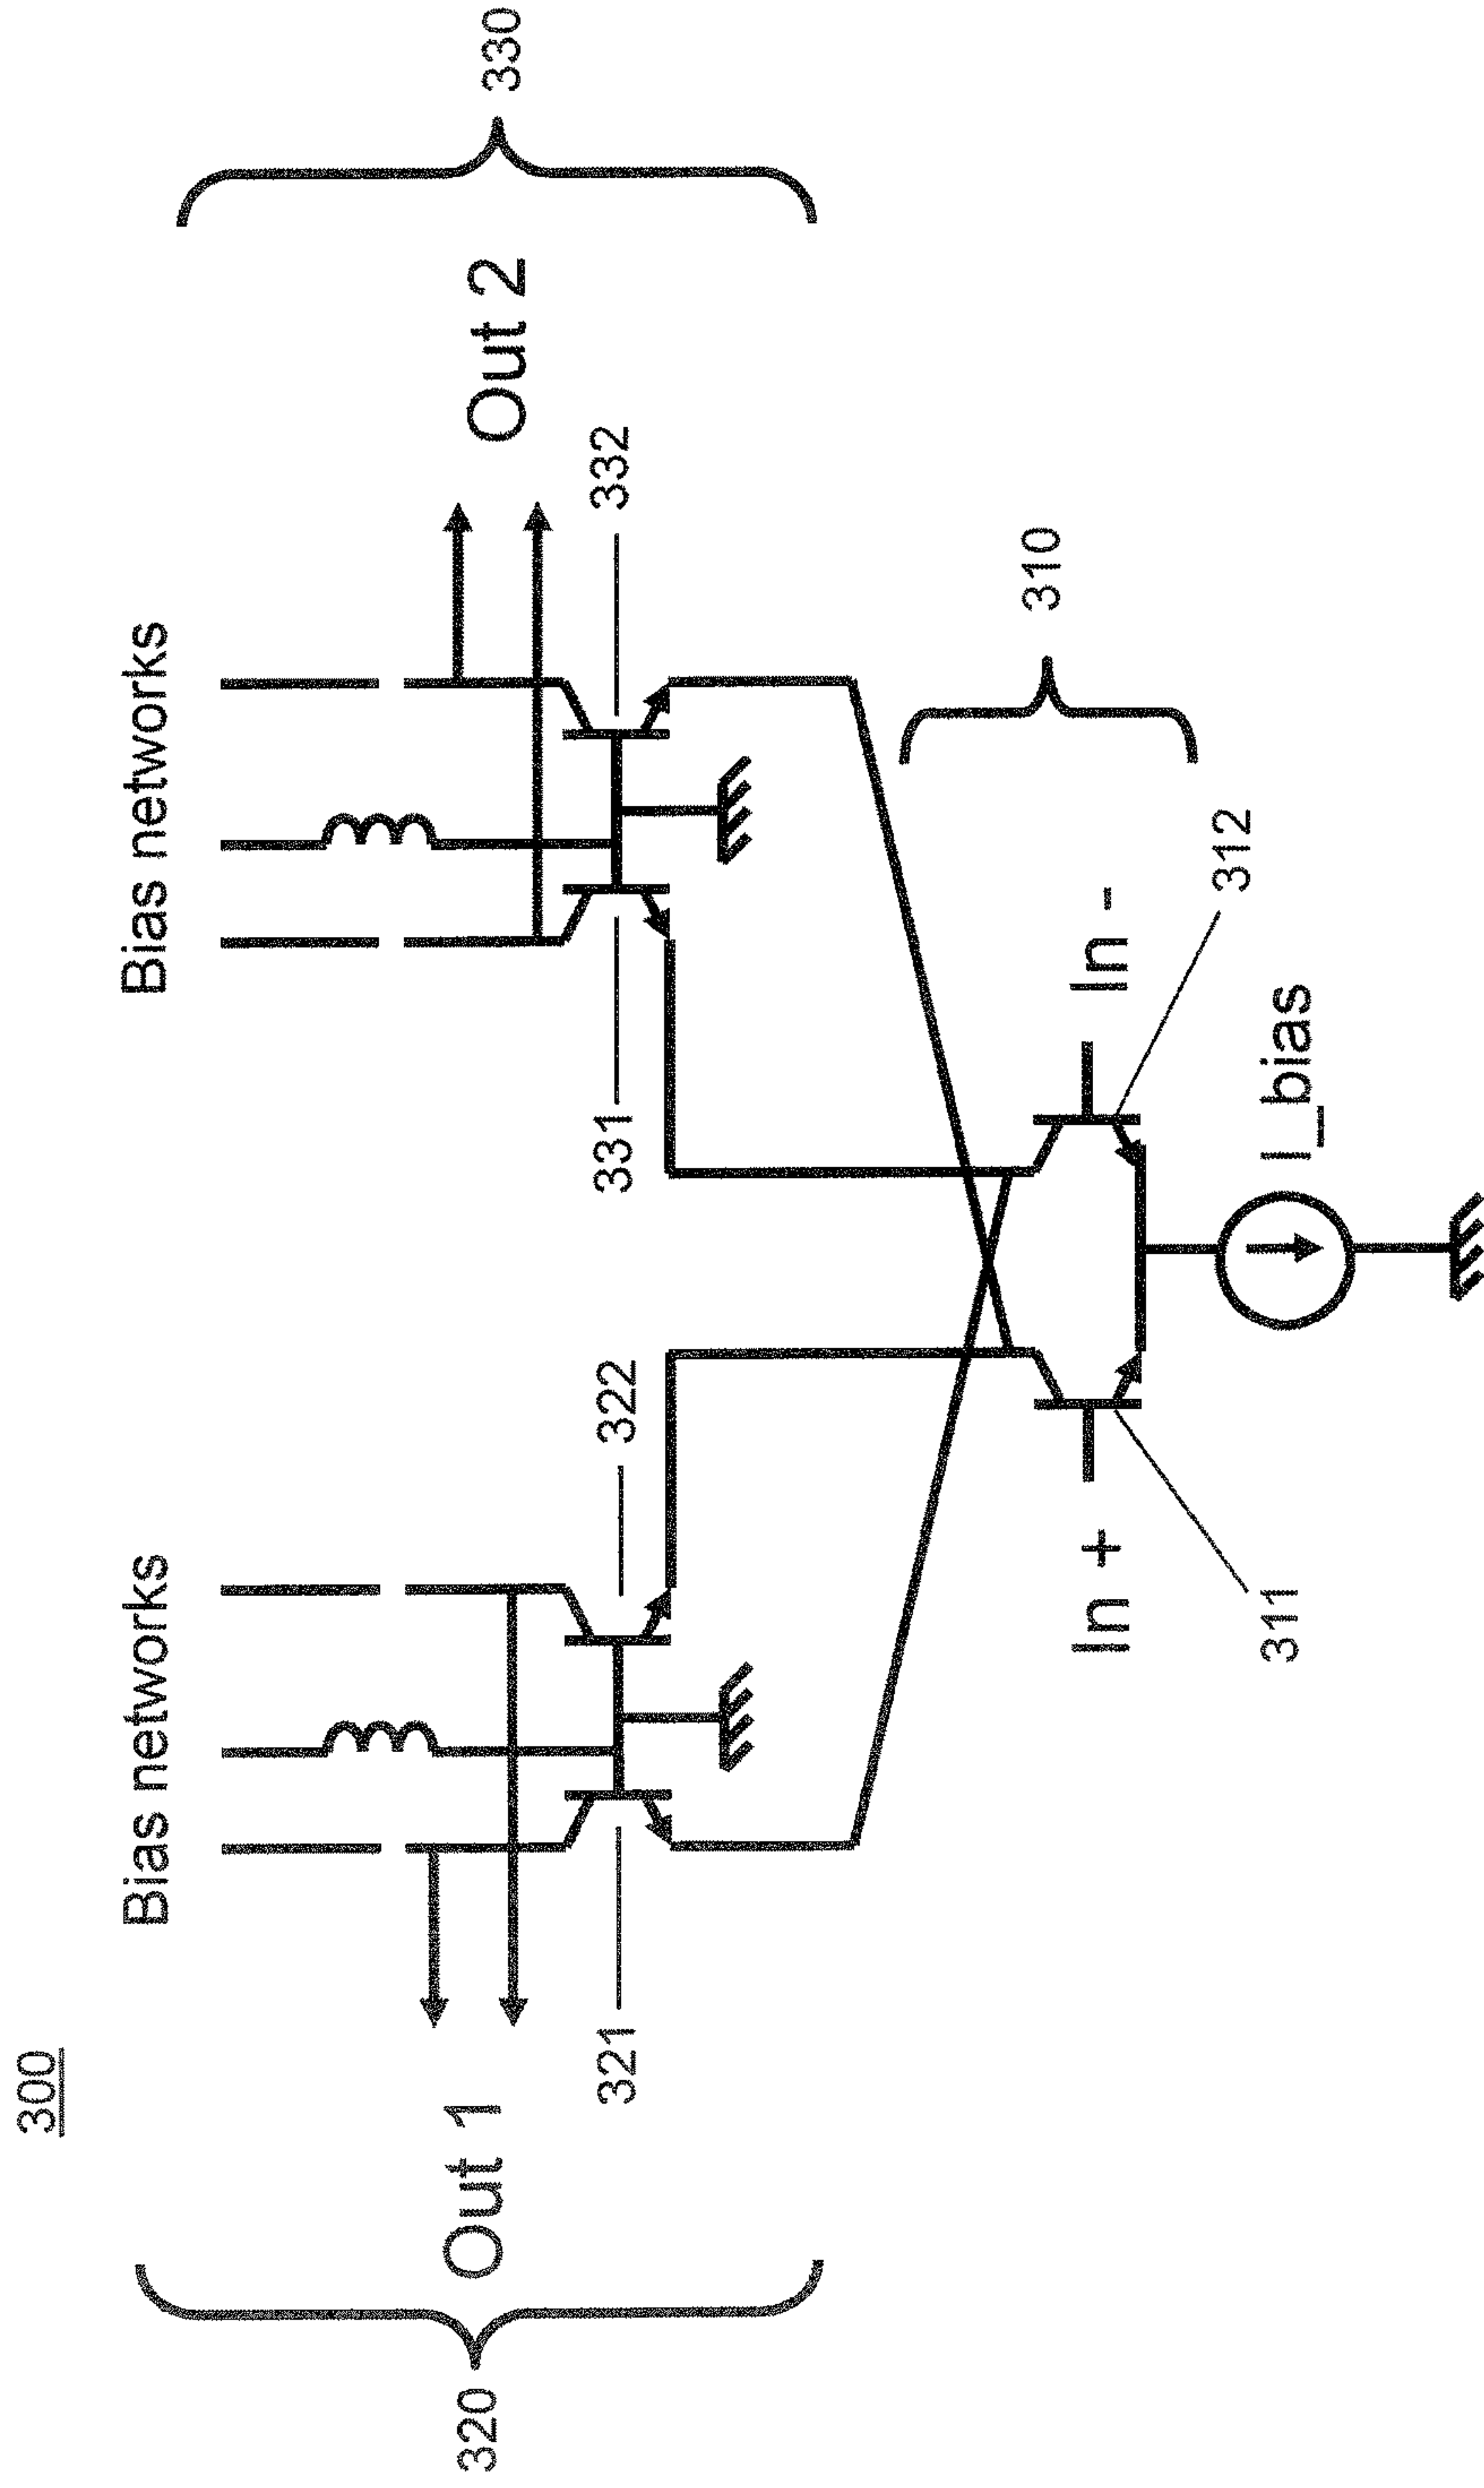 300
Bias networks
Bias networks
320
Out 1
Out 2
330
321
322
331
332
310
In +
In -
311
312
I_bias